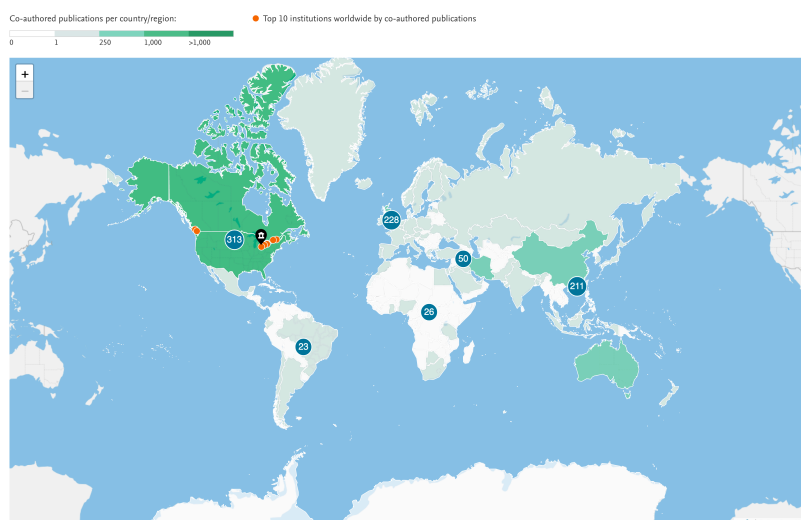 Co-authored publications per country/region:
Top 10 institutions worldwide by co-authored publications
0 1 250 1,000 >1,000
+
−
228
313
50
211
26
23